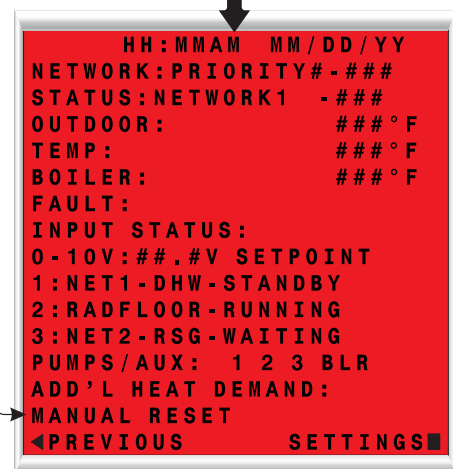 HH:MMAM MM/DD/YY
NETWORK:PRIORITY#-###
STATUS:NETWORK1 -###
OUTDOOR: ###°F
TEMP: ###°F
BOILER: ###°F
FAULT:
INPUT STATUS:
0-10V:##.#V SETPOINT
1:NET1-DHW-STANDBY
2:RADFLOOR-RUNNING
3:NET2-RSG-WAITING
PUMPS/AUX: 1 2 3 BLR
ADD'L HEAT DEMAND:
MANUAL RESET
◀PREVIOUS SETTINGS■